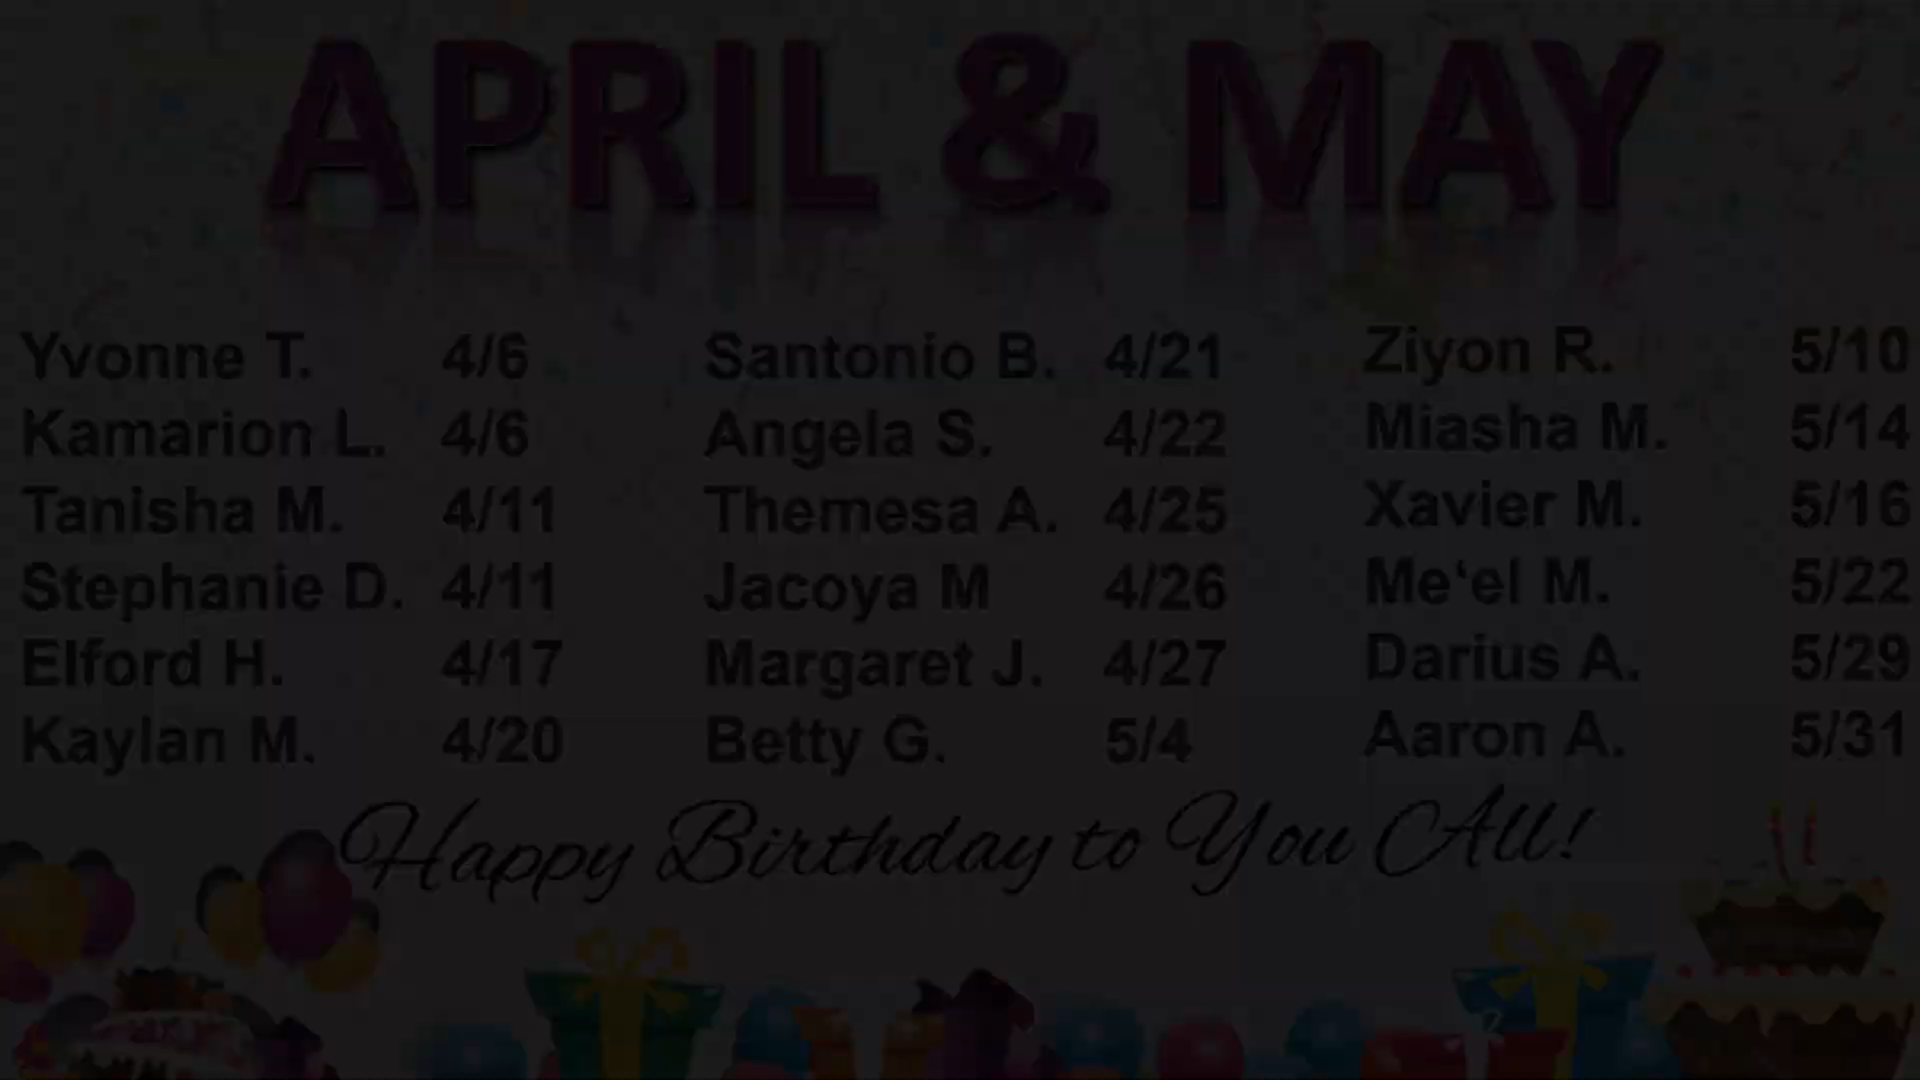 APRIL & MAY
Yvonne T. 4/6
Kamarion L. 4/6
Tanisha M. 4/11
Stephanie D. 4/11
Elford H. 4/17
Kaylan M. 4/20
Santonio B. 4/21
Angela S. 4/22
Themesa A. 4/25
Jacoya M 4/26
Margaret J. 4/27
Betty G. 5/4
Ziyon R. 5/10
Miasha M. 5/14
Xavier M. 5/16
Me‘el M. 5/22
Darius A. 5/29
Aaron A. 5/31
Happy Birthday to You All!